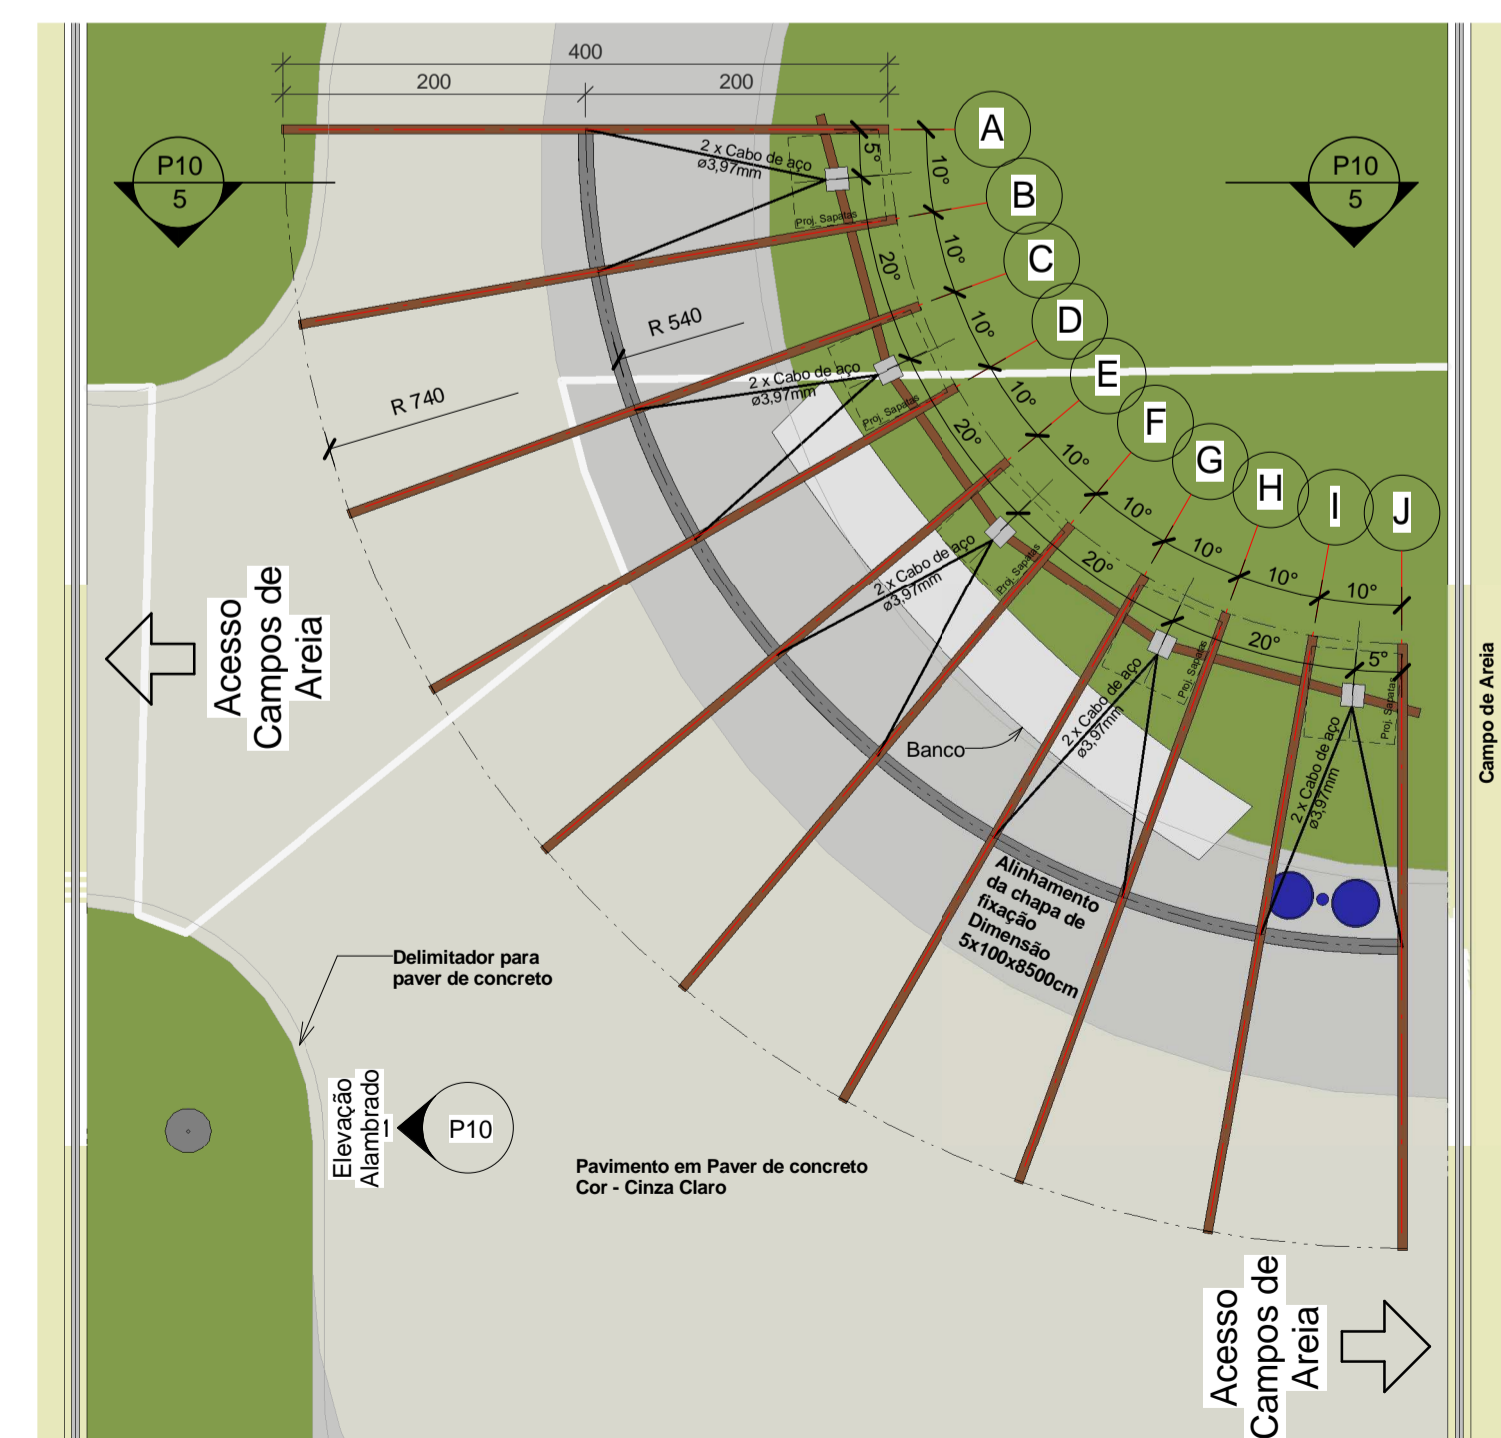 400
200
200
A
P10
5
P10
5
2 x Cabo de aço
ø3,97mm
5°
10°
B
Proj. Sapatas
10°
C
20°
D
10°
R 540
E
2 x Cabo de aço
ø3,97mm
10°
R 740
Proj. Sapatas
20°
F
10°
G
H
I
J
10°
10°
10°
10°
2 x Cabo de aço
ø3,97mm
Proj. Sapatas
20°
20°
5°
Acesso
Campos de
Areia
2 x Cabo de aço
ø3,97mm
Proj. Sapatas
2 x Cabo de aço
ø3,97mm
Proj. Sapatas
Campo de Areia
Banco
Alinhamento
da chapa de
fixação
Dimensão
5x100x8500cm
Delimitador para
paver de concreto
Elevação
Alambrado
1
P10
Pavimento em Paver de concreto
Cor - Cinza Claro
Acesso
Campos de
Areia